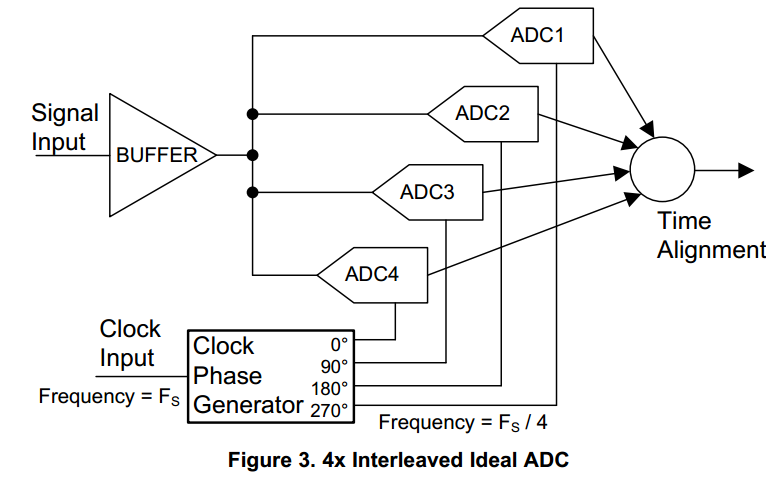 ADC1
Signal
Input
BUFFER
ADC2
ADC3
ADC4
Time
Alignment
Clock
Input
Frequency = FS
Clock
Phase
Generator
0°
90°
180°
270°
Frequency = FS / 4
Figure 3. 4x Interleaved Ideal ADC